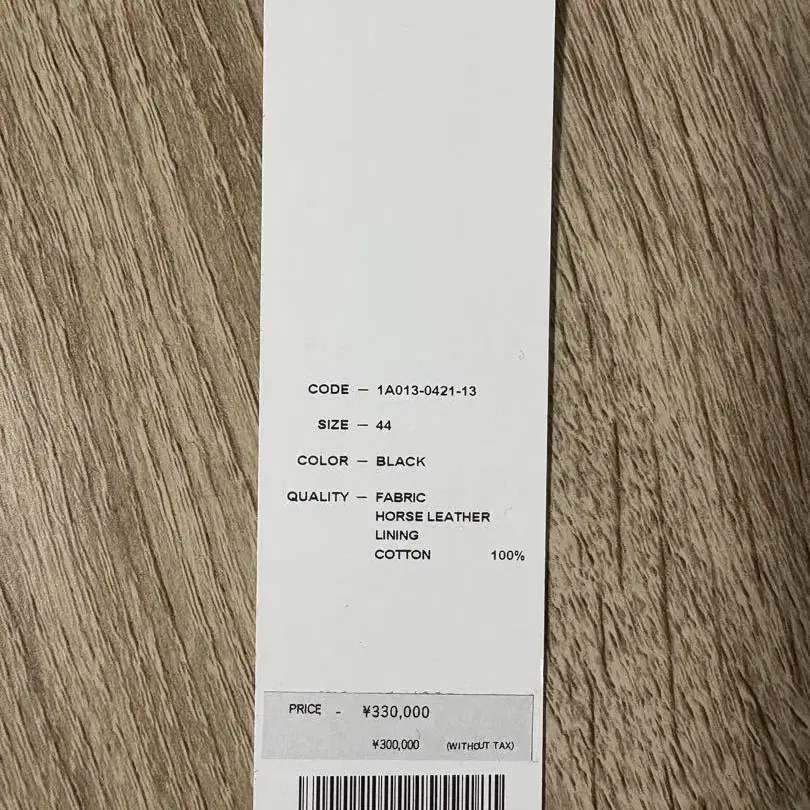 CODE — 1A013-0421-13
SIZE — 44
COLOR — BLACK
QUALITY — FABRIC
HORSE LEATHER
LINING
COTTON 100%
PRICE - ¥330,000
¥300,000 (WITHOUT TAX)